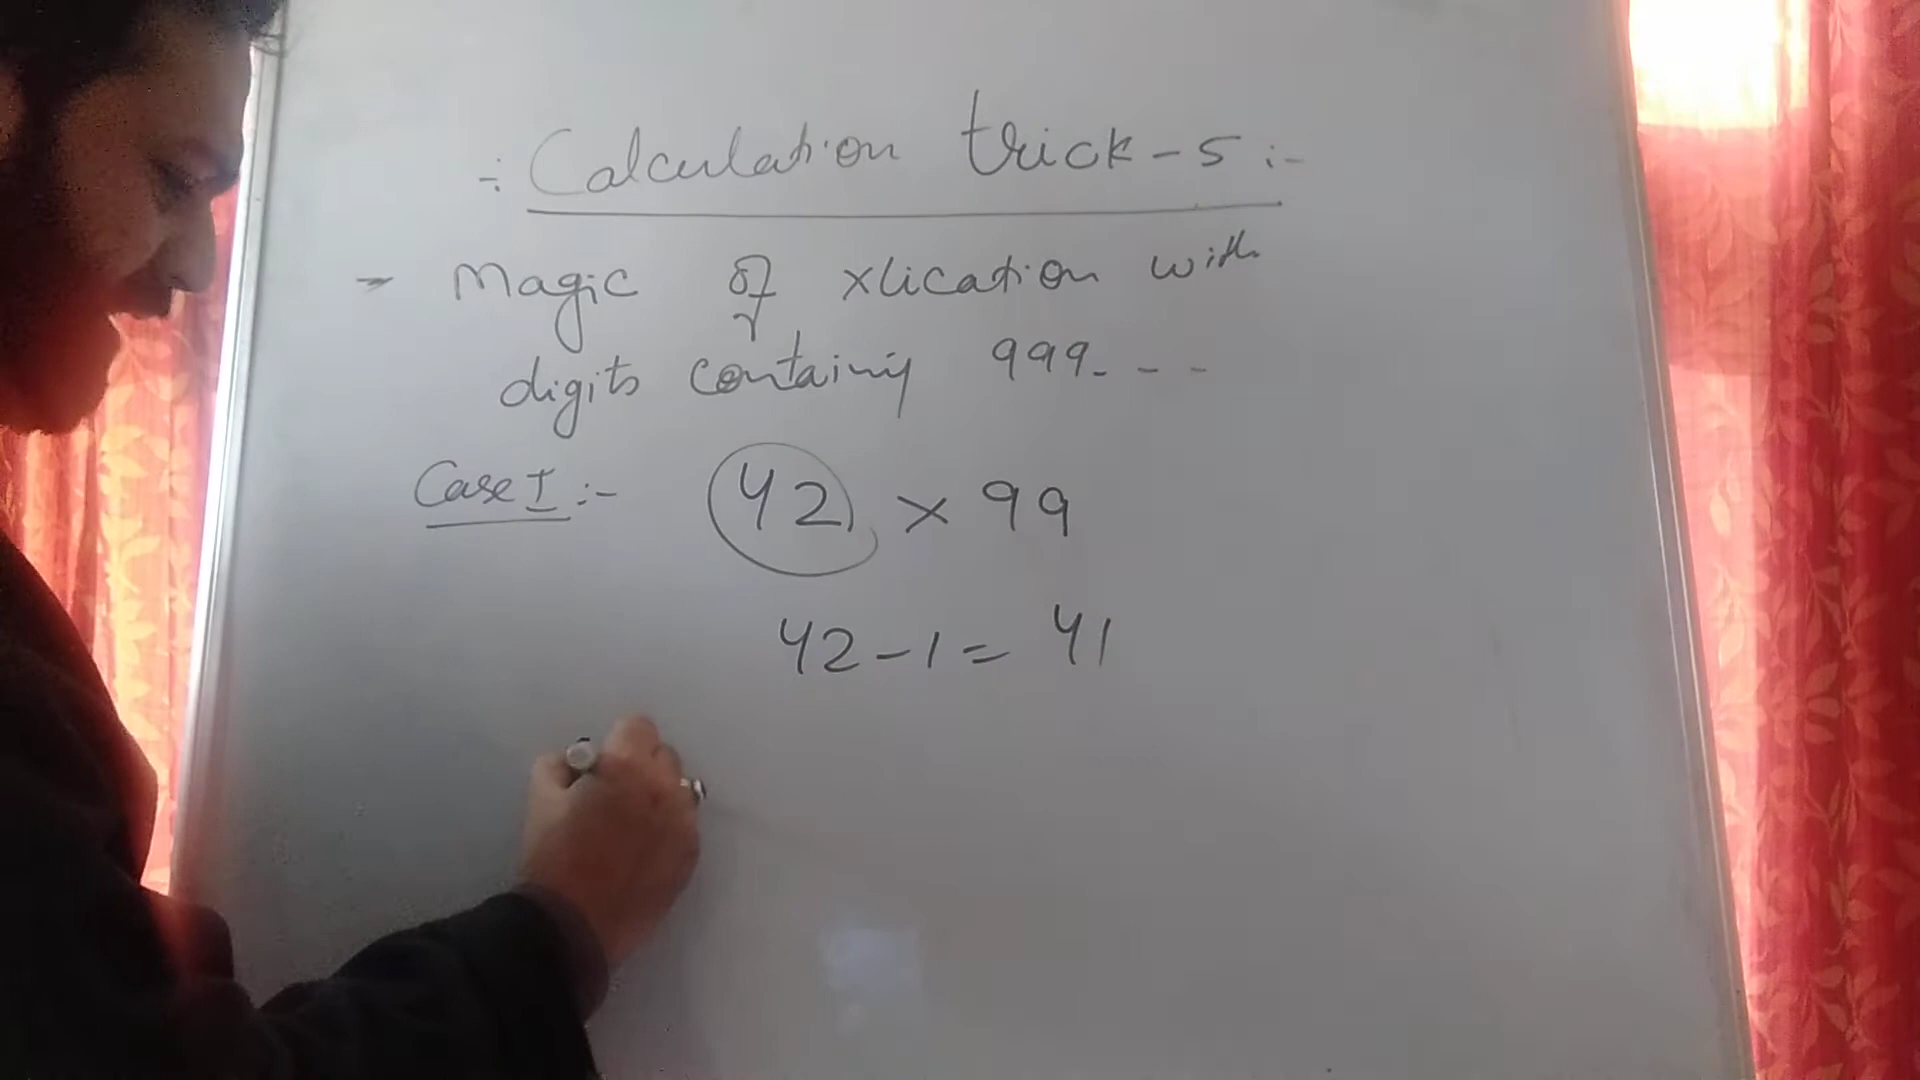 ÷ Calculation trick-5 :-
- Magic of xlication with
digits containing 999- - -
Case I :- 42 × 99
42-1= 41